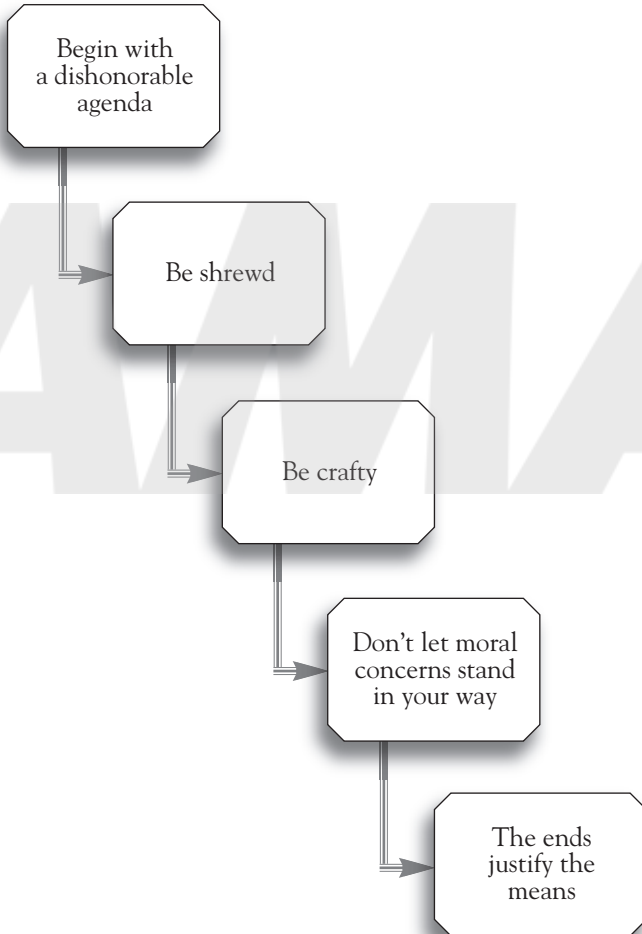 Begin with
a dishonorable
agenda
Be shrewd
Be crafty
Don't let moral
concerns stand
in your way
The ends
justify the
means